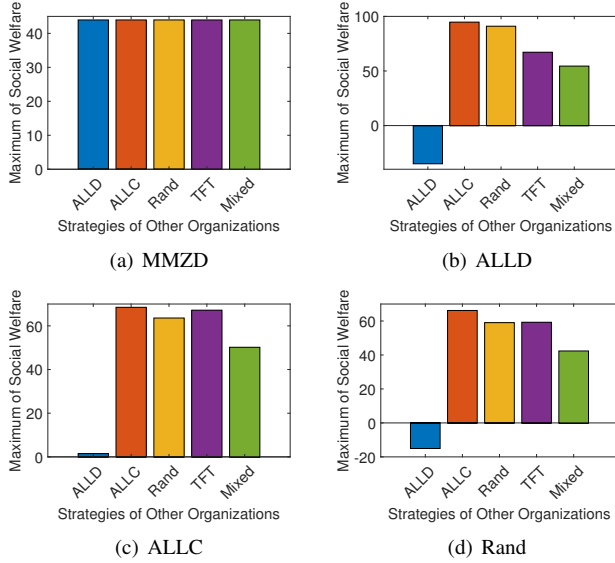 Maximum of Social Welfare
40
30
20
10
0
ALLD
ALLC
Rand
TFT
Mixed
Strategies of Other Organizations
(a) MMZD
Maximum of Social Welfare
100
50
0
ALLD
ALLC
Rand
TFT
Mixed
Strategies of Other Organizations
(b) ALLD
Maximum of Social Welfare
60
40
20
0
ALLD
ALLC
Rand
TFT
Mixed
Strategies of Other Organizations
(c) ALLC
Maximum of Social Welfare
60
40
20
0
-20
ALLD
ALLC
Rand
TFT
Mixed
Strategies of Other Organizations
(d) Rand